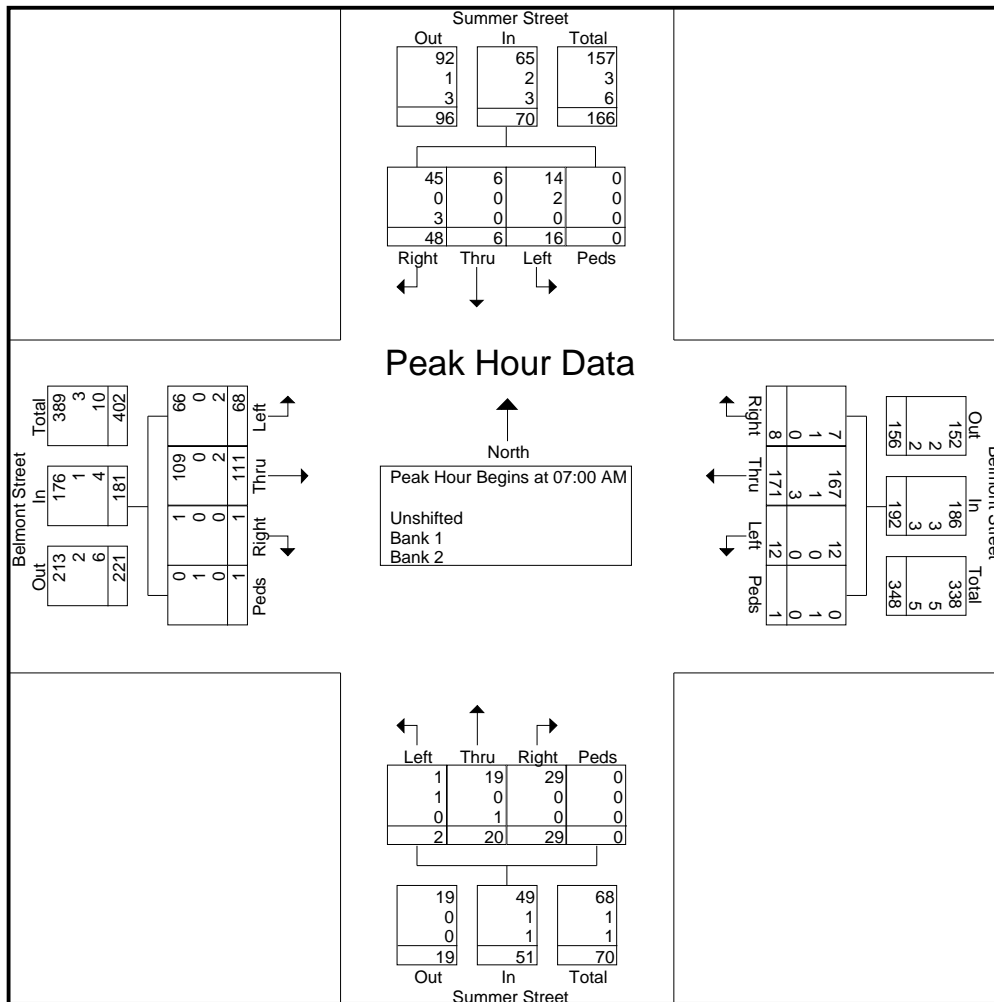 Summer Street
Out In Total
92 65 157
1 2 3
3 3 6
96 70 166
45 6 14 0
0 0 2 0
3 0 0 0
48 6 16 0
Right Thru Left Peds
Peak Hour Data
North
Peak Hour Begins at 07:00 AM
Unshifted
Bank 1
Bank 2
Belmont Street
Total In Out
389 176 213
3 1 2
10 4 6
402 181 221
66 109 1 0
0 0 0 1
2 2 0 0
68 111 1 1
Left Thru Right Peds
Belmont Street
Out In Total
152 186 338
2 3 5
2 3 5
156 192 348
7 167 12 0
1 1 0 1
0 3 0 0
8 171 12 1
Right Thru Left Peds
Left Thru Right Peds
1 19 29 0
1 0 0 0
0 1 0 0
2 20 29 0
19 49 68
0 1 1
0 1 1
19 51 70
Out In Total
Summer Street